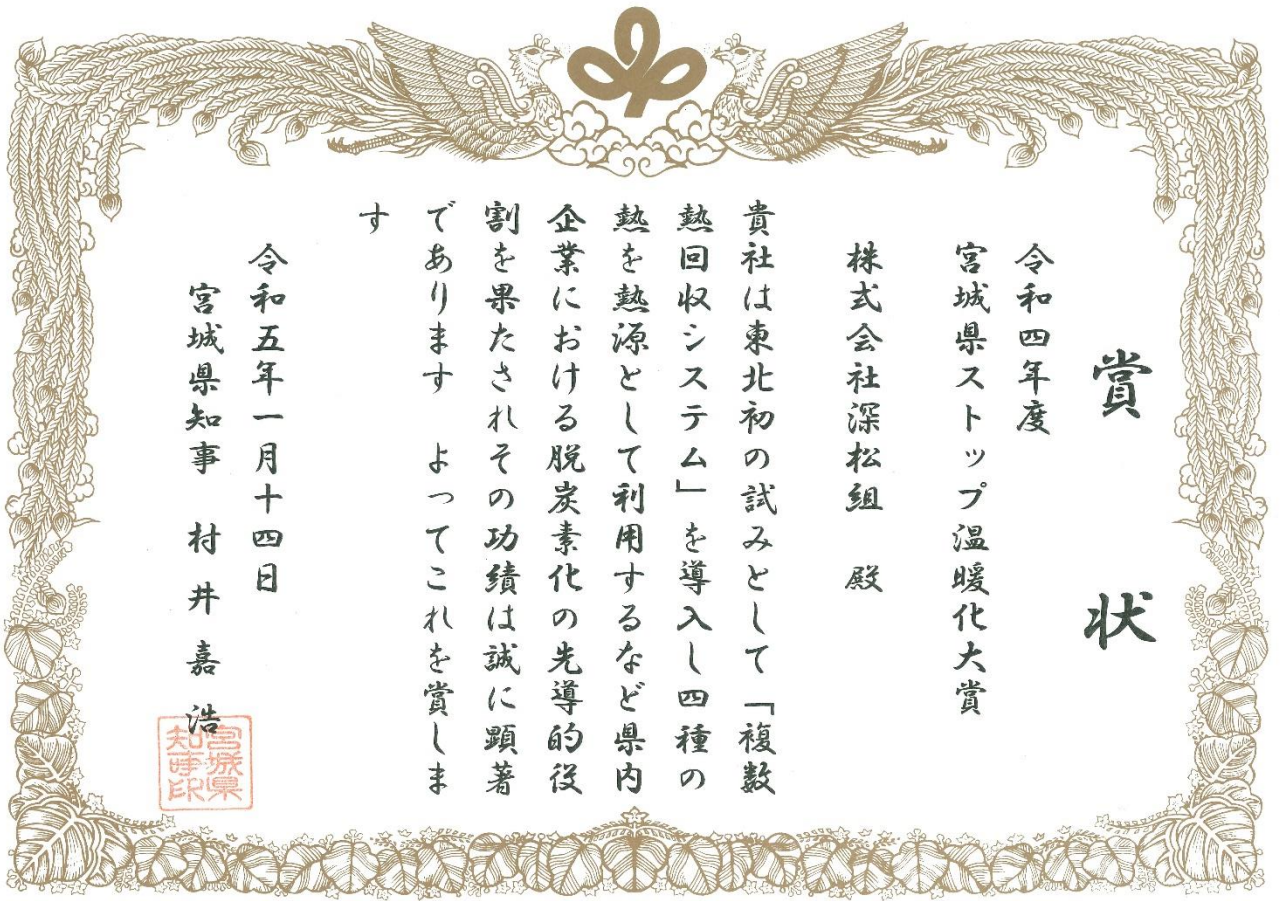 賞状
令和四年度
宮城県ストップ温暖化大賞
株式会社深松組 殿
貴社は東北初の試みとして「複数
熱回収システム」を導入し四種の
熱を熱源として利用するなど県内
企業における脱炭素化の先導的役
割を果たされその功績は誠に顕著
であります よってこれを賞しま
す
令和五年一月十四日
宮城県知事 村井嘉浩
宮城県
知事印